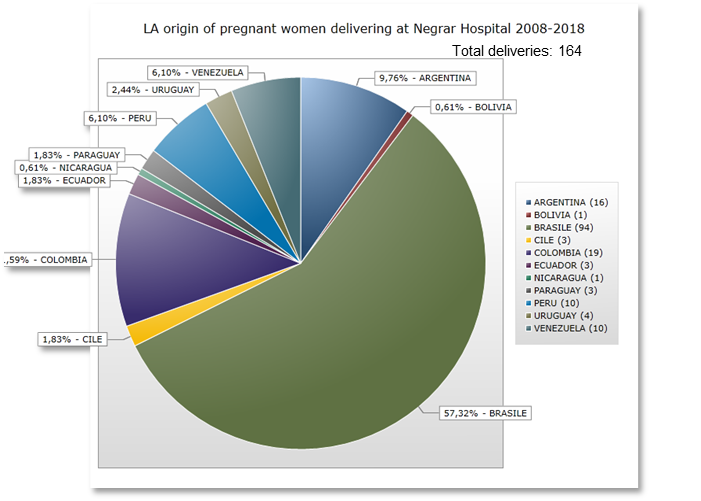 LA origin of pregnant women delivering at Negrar Hospital 2008-2018
Total deliveries: 164
6,10% - VENEZUELA
9,76% - ARGENTINA
2,44% - URUGUAY
0,61% - BOLIVIA
6,10% - PERU
1,83% - PARAGUAY
0,61% - NICARAGUA
1,83% - ECUADOR
,59% - COLOMBIA
1,83% - CILE
57,32% - BRASILE
ARGENTINA (16)
BOLIVIA (1)
BRASILE (94)
CILE (3)
COLOMBIA (19)
ECUADOR (3)
NICARAGUA (1)
PARAGUAY (3)
PERU (10)
URUGUAY (4)
VENEZUELA (10)